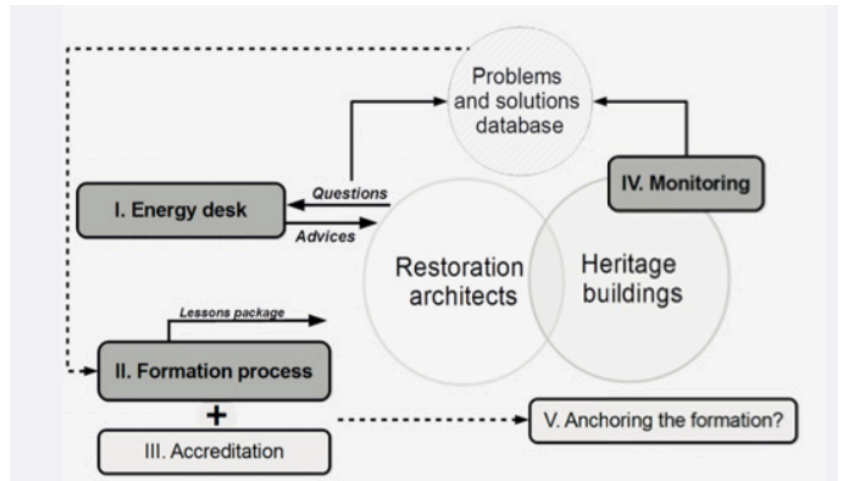 Problems
and solutions
database
IV. Monitoring
Questions
I. Energy desk
Advices
Restoration
architects
Heritage
buildings
Lessons package
II. Formation process
+
III. Accreditation
V. Anchoring the formation?